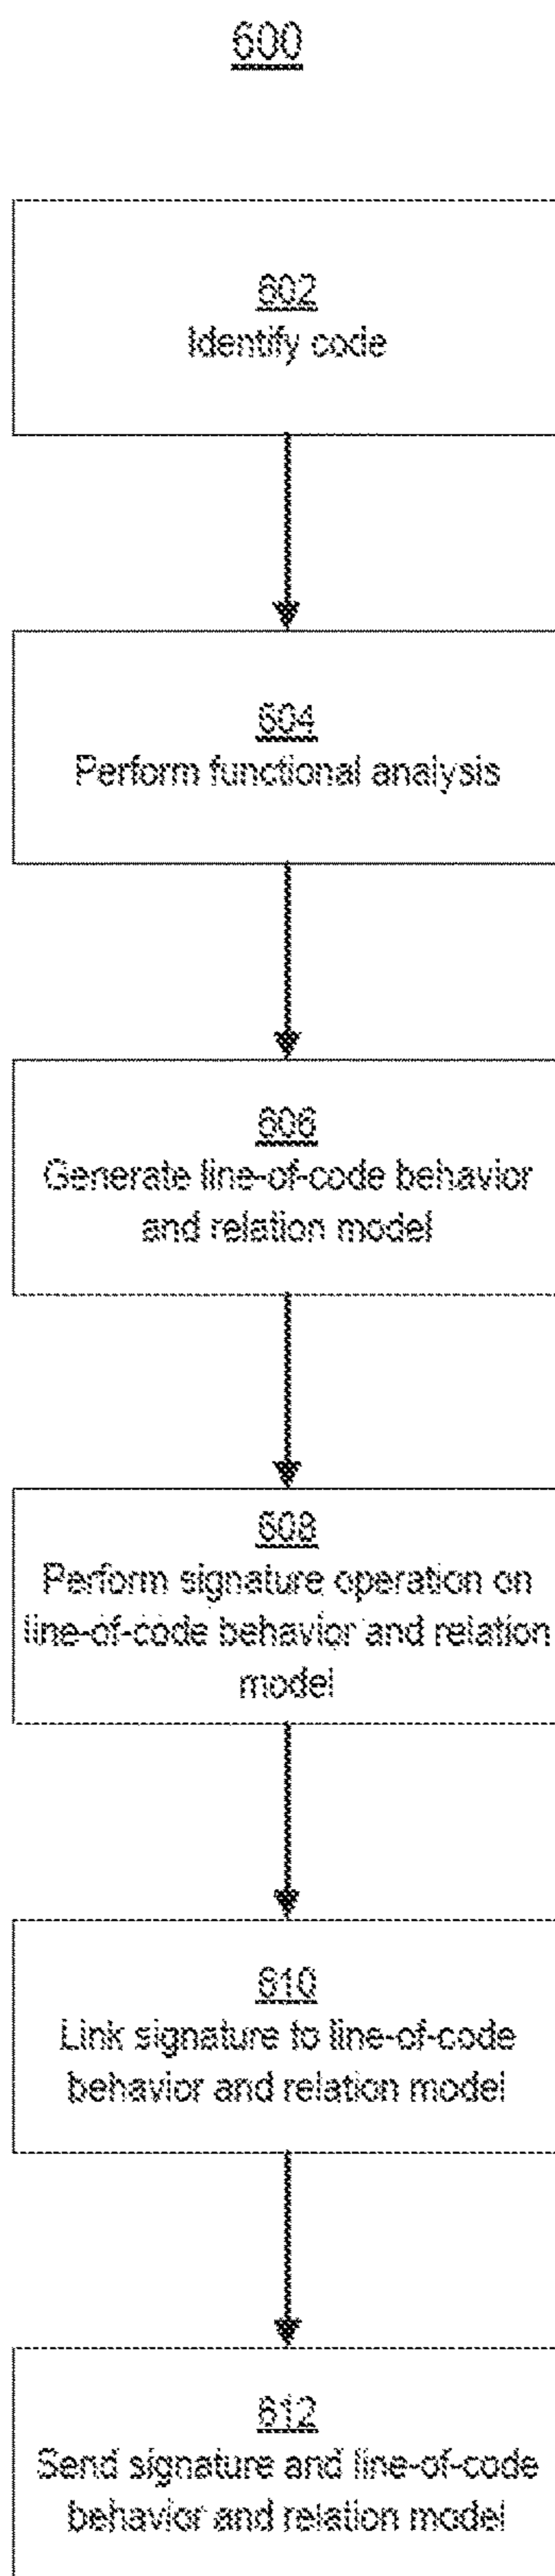 600
602
Identify code
604
Perform functional analysis
606
Generate line-of-code behavior
and relation model
608
Perform signature operation on
line-of-code behavior and relation
model
610
Link signature to line-of-code
behavior and relation model
612
Send signature and line-of-code
behavior and relation model